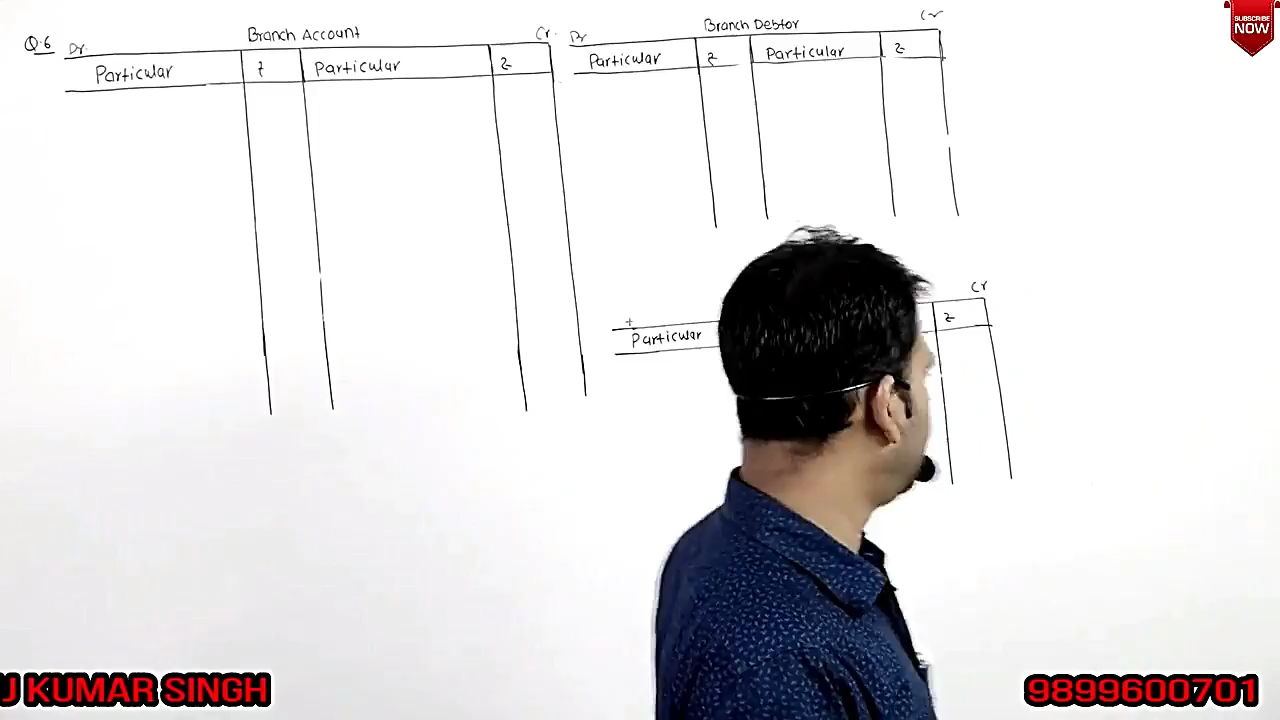 Q.6
Branch Account
Dr. Cr.
Particular ₹ Particular ₹
Branch Debtor
Dr Cr
Particular ₹ Particular ₹
Cr
Particular ₹
SUBSCRIBE
NOW
J KUMAR SINGH
9899600701